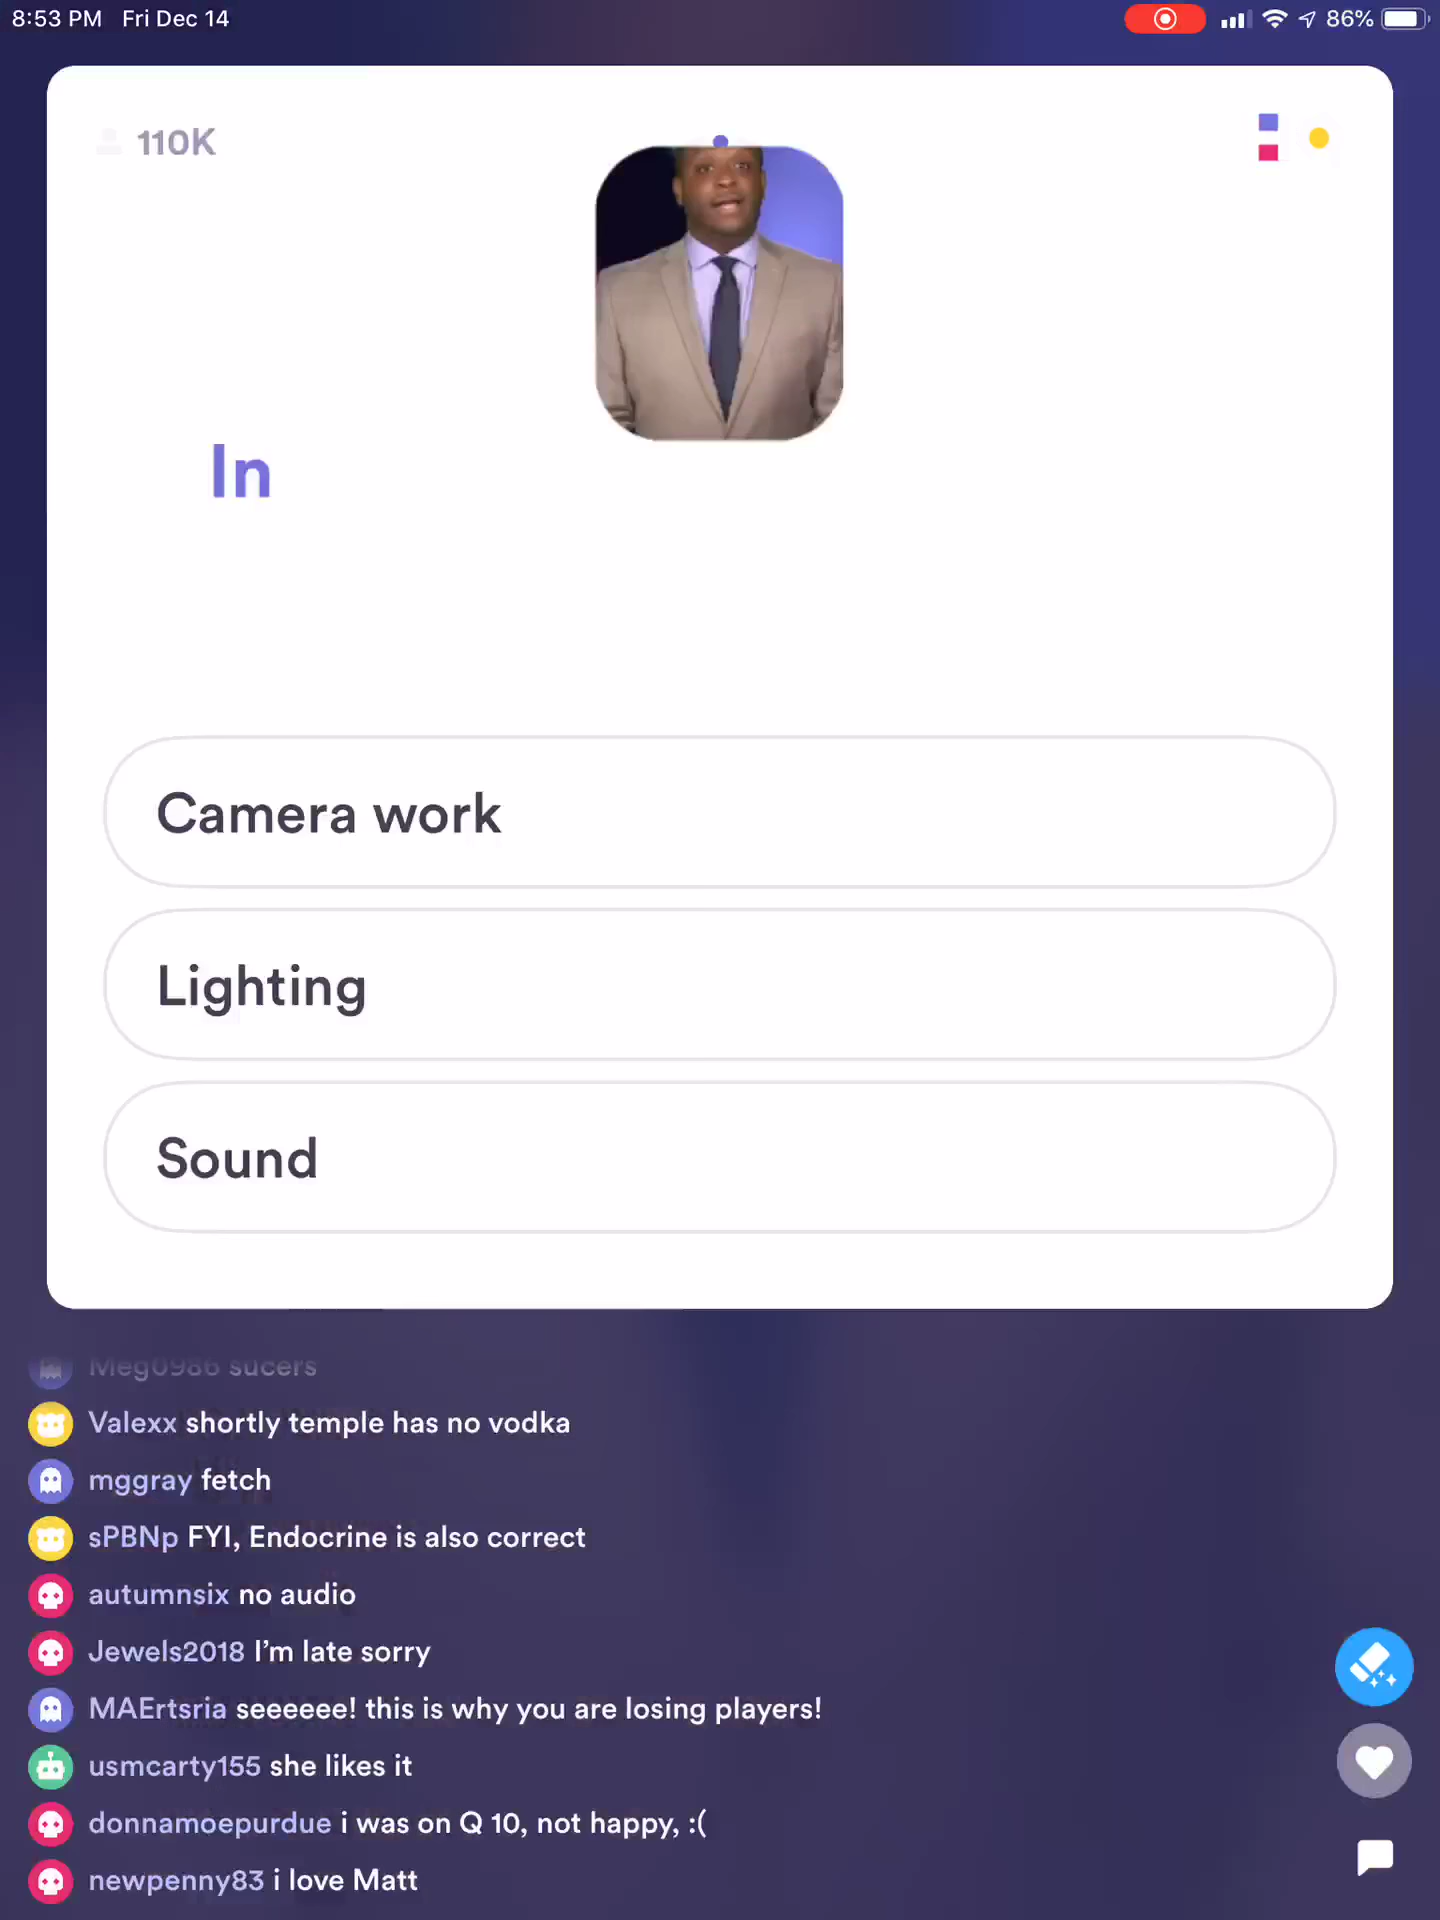 8:53 PM Fri Dec 14
86%
110K
In
Camera work
Lighting
Sound
Meg0986 sucers
Valexx shortly temple has no vodka
mggray fetch
sPBNp FYI, Endocrine is also correct
autumnsix no audio
Jewels2018 I'm late sorry
MAErtsria seeeeee! this is why you are losing players!
usmcarty155 she likes it
donnamoepurdue i was on Q 10, not happy, :(
newpenny83 i love Matt